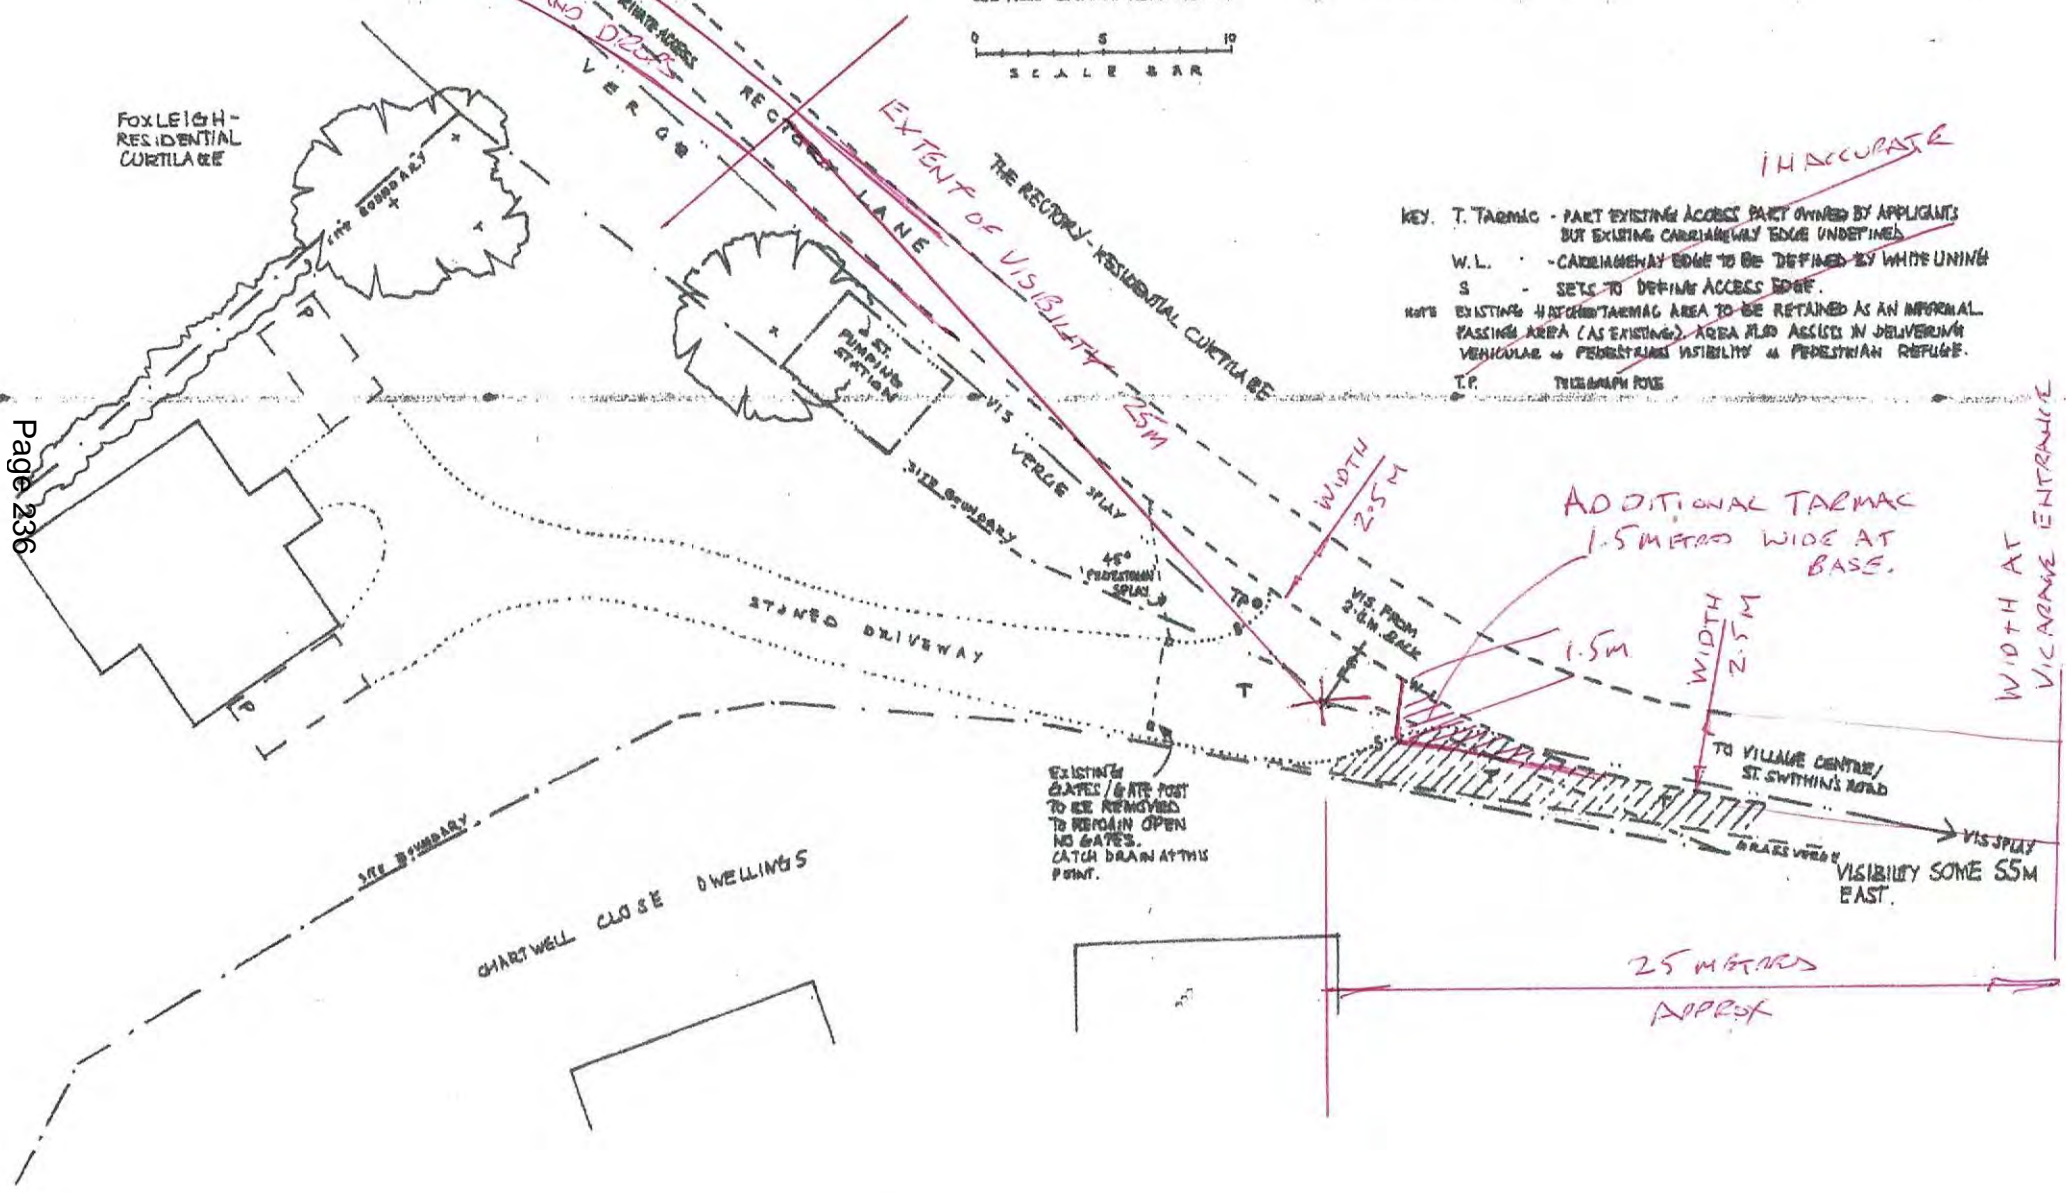 AND DROPS
PRIVATE ACCESS
VERGE
RECTORY LANE
0 5 10
SCALE BAR
FOXLEIGH-
RESIDENTIAL
CURTILAGE
SITE BOUNDARY
EXTENT OF VISIBILITY 25M
THE RECTORY-RESIDENTIAL CURTILAGE
INACCURATE
KEY. T. TARMAC - PART EXISTING ACCESS PART OWNED BY APPLICANTS
BUT EXISTING CARRIAGEWAY EDGE UNDEFINED
W.L. - CARRIAGEWAY EDGE TO BE DEFINED BY WHITE LINING
S - SETS TO DEFINE ACCESS EDGE.
NOTE EXISTING HATCHED TARMAC AREA TO BE RETAINED AS AN INFORMAL
PASSING AREA (AS EXISTING). AREA ALSO ASSISTS IN DELIVERING
VEHICULAR & PEDESTRIAN VISIBILITY & PEDESTRIAN REFUGE.
T.P. TELEGRAPH POLE
P
ST.
PUMPING
STATION
VIS
SPLAY
VERGE
SITE BOUNDARY
45°
PEDESTRIAN
SPLAY
TP
S
WIDTH
2.5M
VIS. FROM
2.4M BACK
ADDITIONAL TARMAC
1.5 METRES WIDE AT
BASE.
1.5M
WIDTH
2.5M
WIDTH AT
VICARAGE ENTRANCE
Page 236
STONED DRIVEWAY
T
W.L.
S
P
TO VILLAGE CENTRE/
ST. SWITHIN'S ROAD
VIS SPLAY
GRASS VERGE
VISIBILITY SOME 55M
EAST.
EXISTING
GATES/GATE POST
TO BE REMOVED
TO REMAIN OPEN
NO GATES.
CATCH DRAIN AT THIS
POINT.
SITE BOUNDARY
CHARTWELL CLOSE DWELLINGS
25 METRES
APPROX